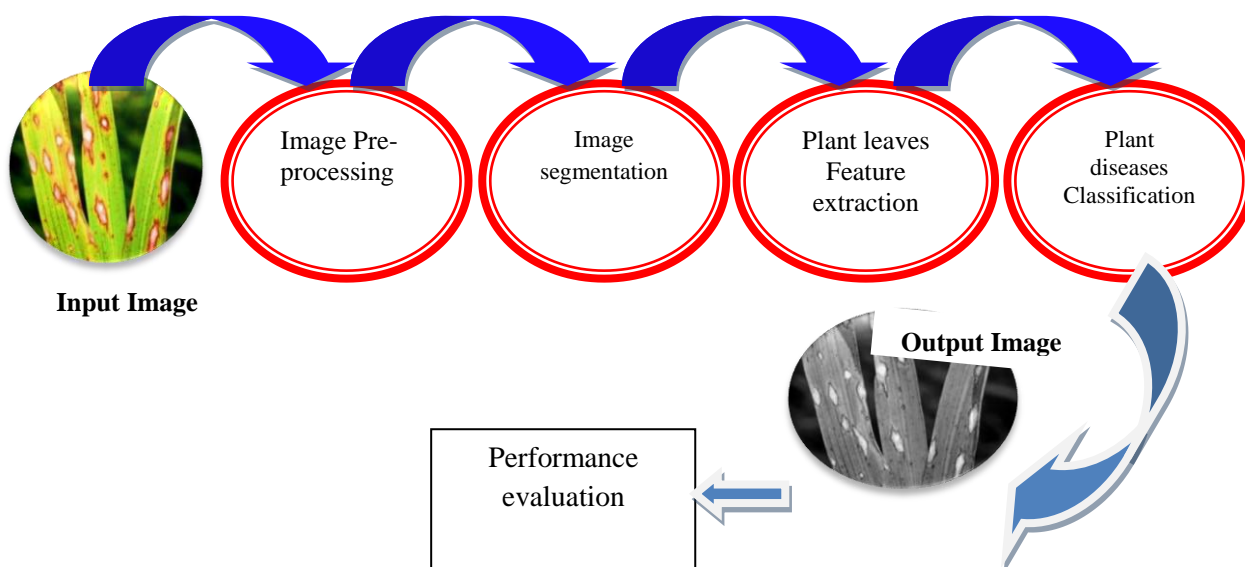 Input Image
Image Pre-
processing
Image
segmentation
Plant leaves
Feature
extraction
Plant
diseases
Classification
Output Image
Performance
evaluation